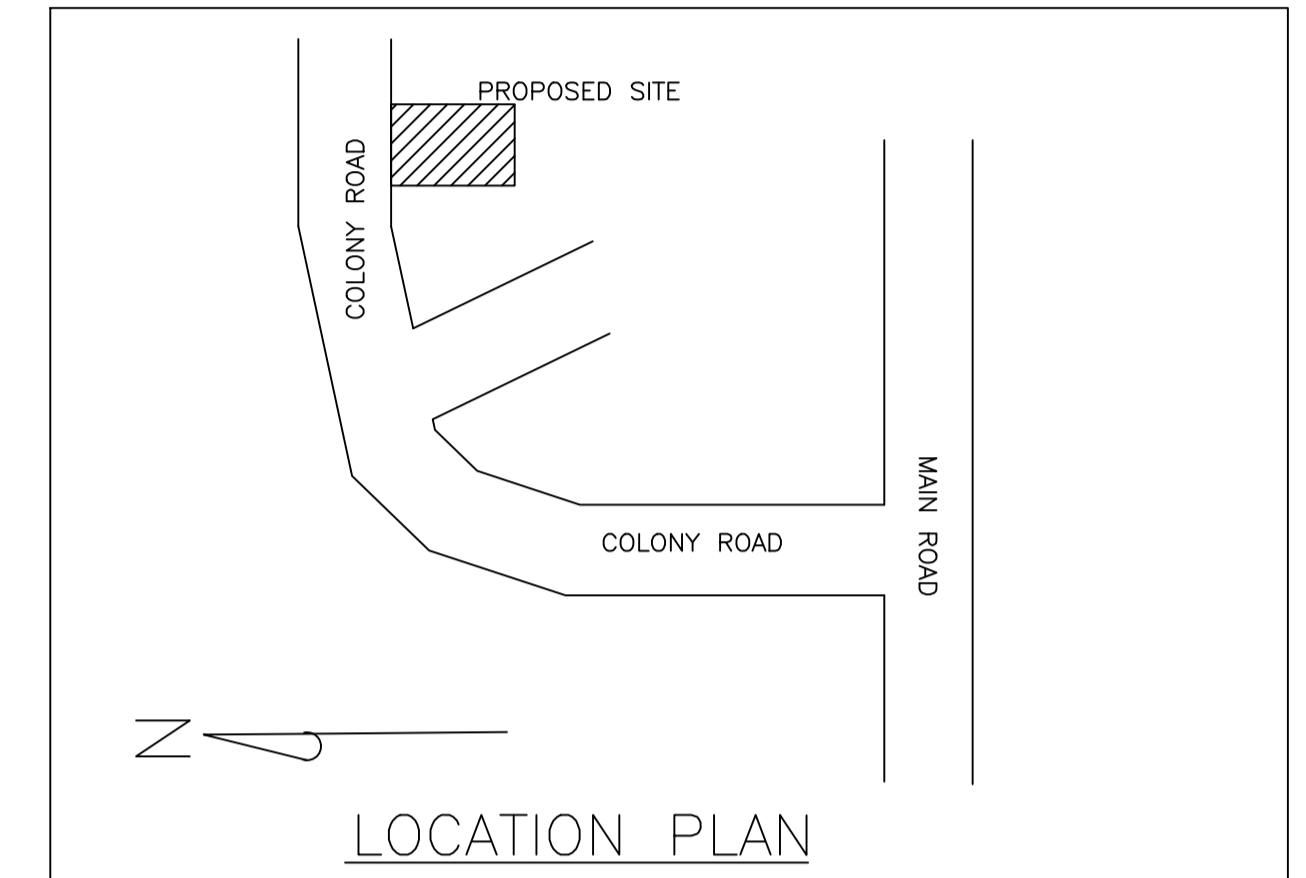 PROPOSED SITE
COLONY ROAD
MAIN ROAD
COLONY ROAD
N
LOCATION PLAN